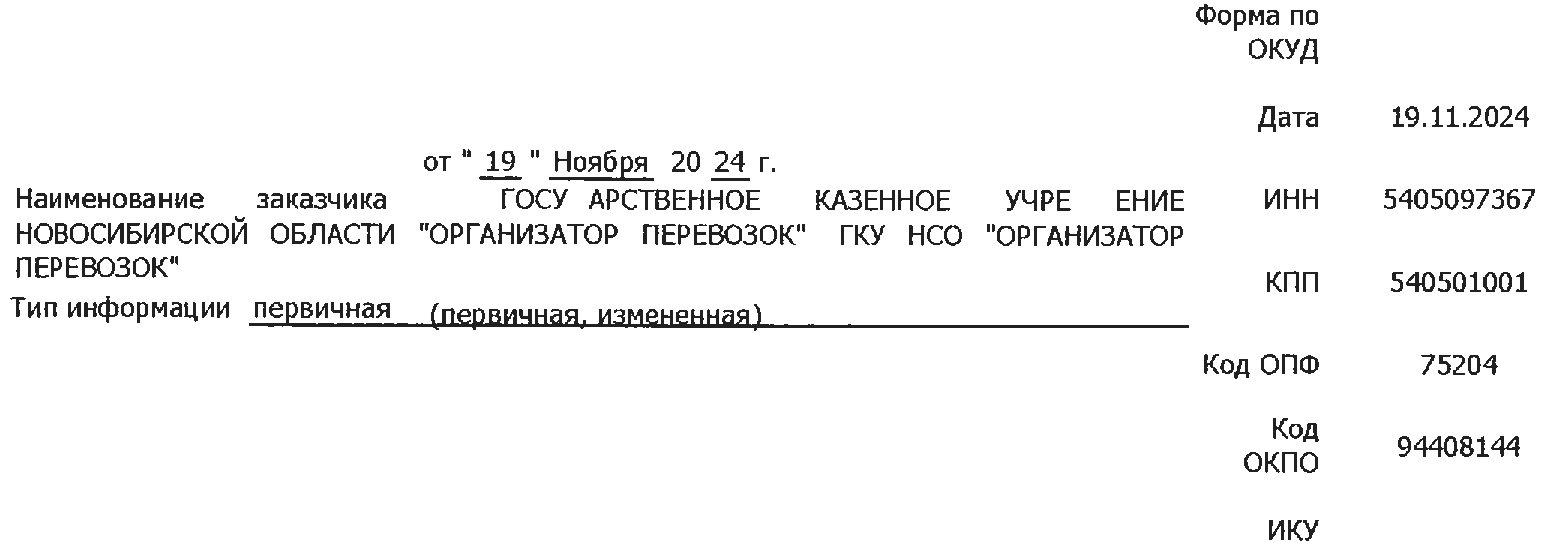 Форма по
ОКУД
Дата 19.11.2024
от " 19 " Ноября 20 24 г.
Наименование заказчика ГОСУ АРСТВЕННОЕ КАЗЕННОЕ УЧРЕ ЕНИЕ ИНН 5405097367
НОВОСИБИРСКОЙ ОБЛАСТИ "ОРГАНИЗАТОР ПЕРЕВОЗОК" ГКУ НСО "ОРГАНИЗАТОР
ПЕРЕВОЗОК"
КПП 540501001
Тип информации первичная (первичная, измененная)
Код ОПФ 75204
Код
ОКПО 94408144
ИКУ